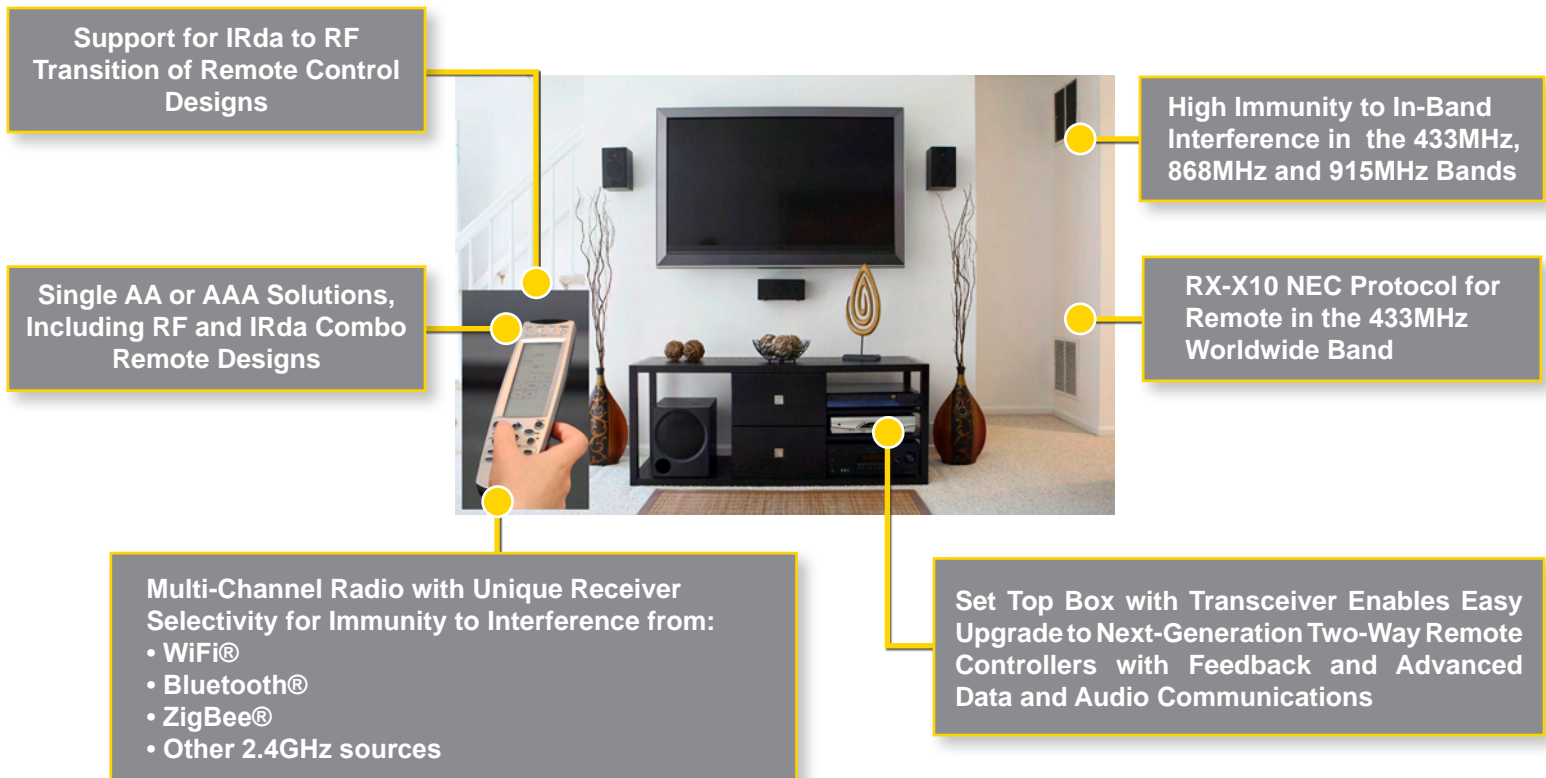 Support for IRda to RF
Transition of Remote Control
Designs
High Immunity to In-Band
Interference in the 433MHz,
868MHz and 915MHz Bands
Single AA or AAA Solutions,
Including RF and IRda Combo
Remote Designs
RX-X10 NEC Protocol for
Remote in the 433MHz
Worldwide Band
Multi-Channel Radio with Unique Receiver
Selectivity for Immunity to Interference from:
• WiFi®
• Bluetooth®
• ZigBee®
• Other 2.4GHz sources
Set Top Box with Transceiver Enables Easy
Upgrade to Next-Generation Two-Way Remote
Controllers with Feedback and Advanced
Data and Audio Communications